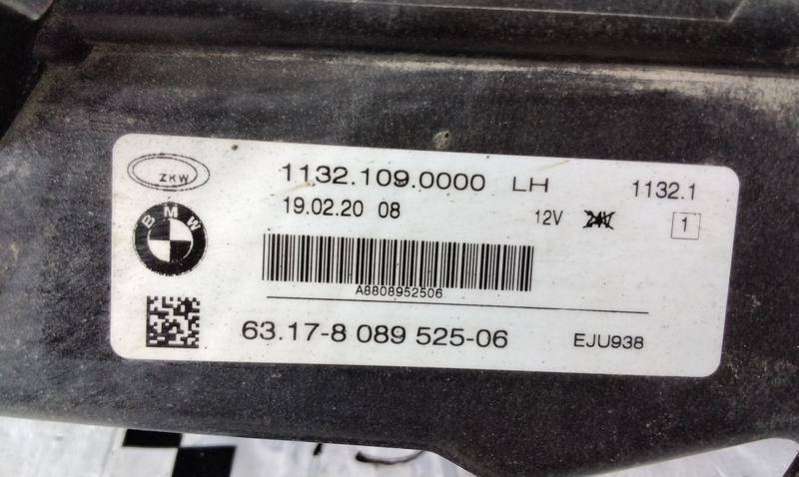 ZKW
1132.109.0000 LH 1132.1
19.02.20 08 12V 24V 1
BMW
A6808952506
63.17-8 089 525-06 EJU938